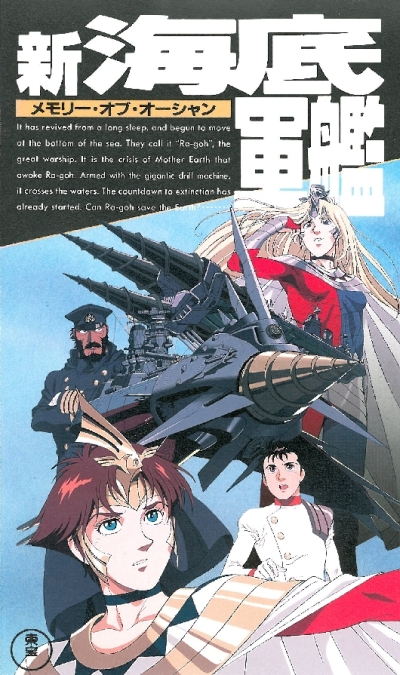 新海底
軍艦
メモリー・オブ・オーシャン
It has revived from a long sleep, and begun to move
at the bottom of the sea. They call it "Ra-goh", the
great warship. It is the crisis of Mother Earth that
awoke Ra-goh. Armed with the gigantic drill machine,
it crosses the waters. The countdown to extinction has
already started. Can Ra-goh save the Earth?
東宝